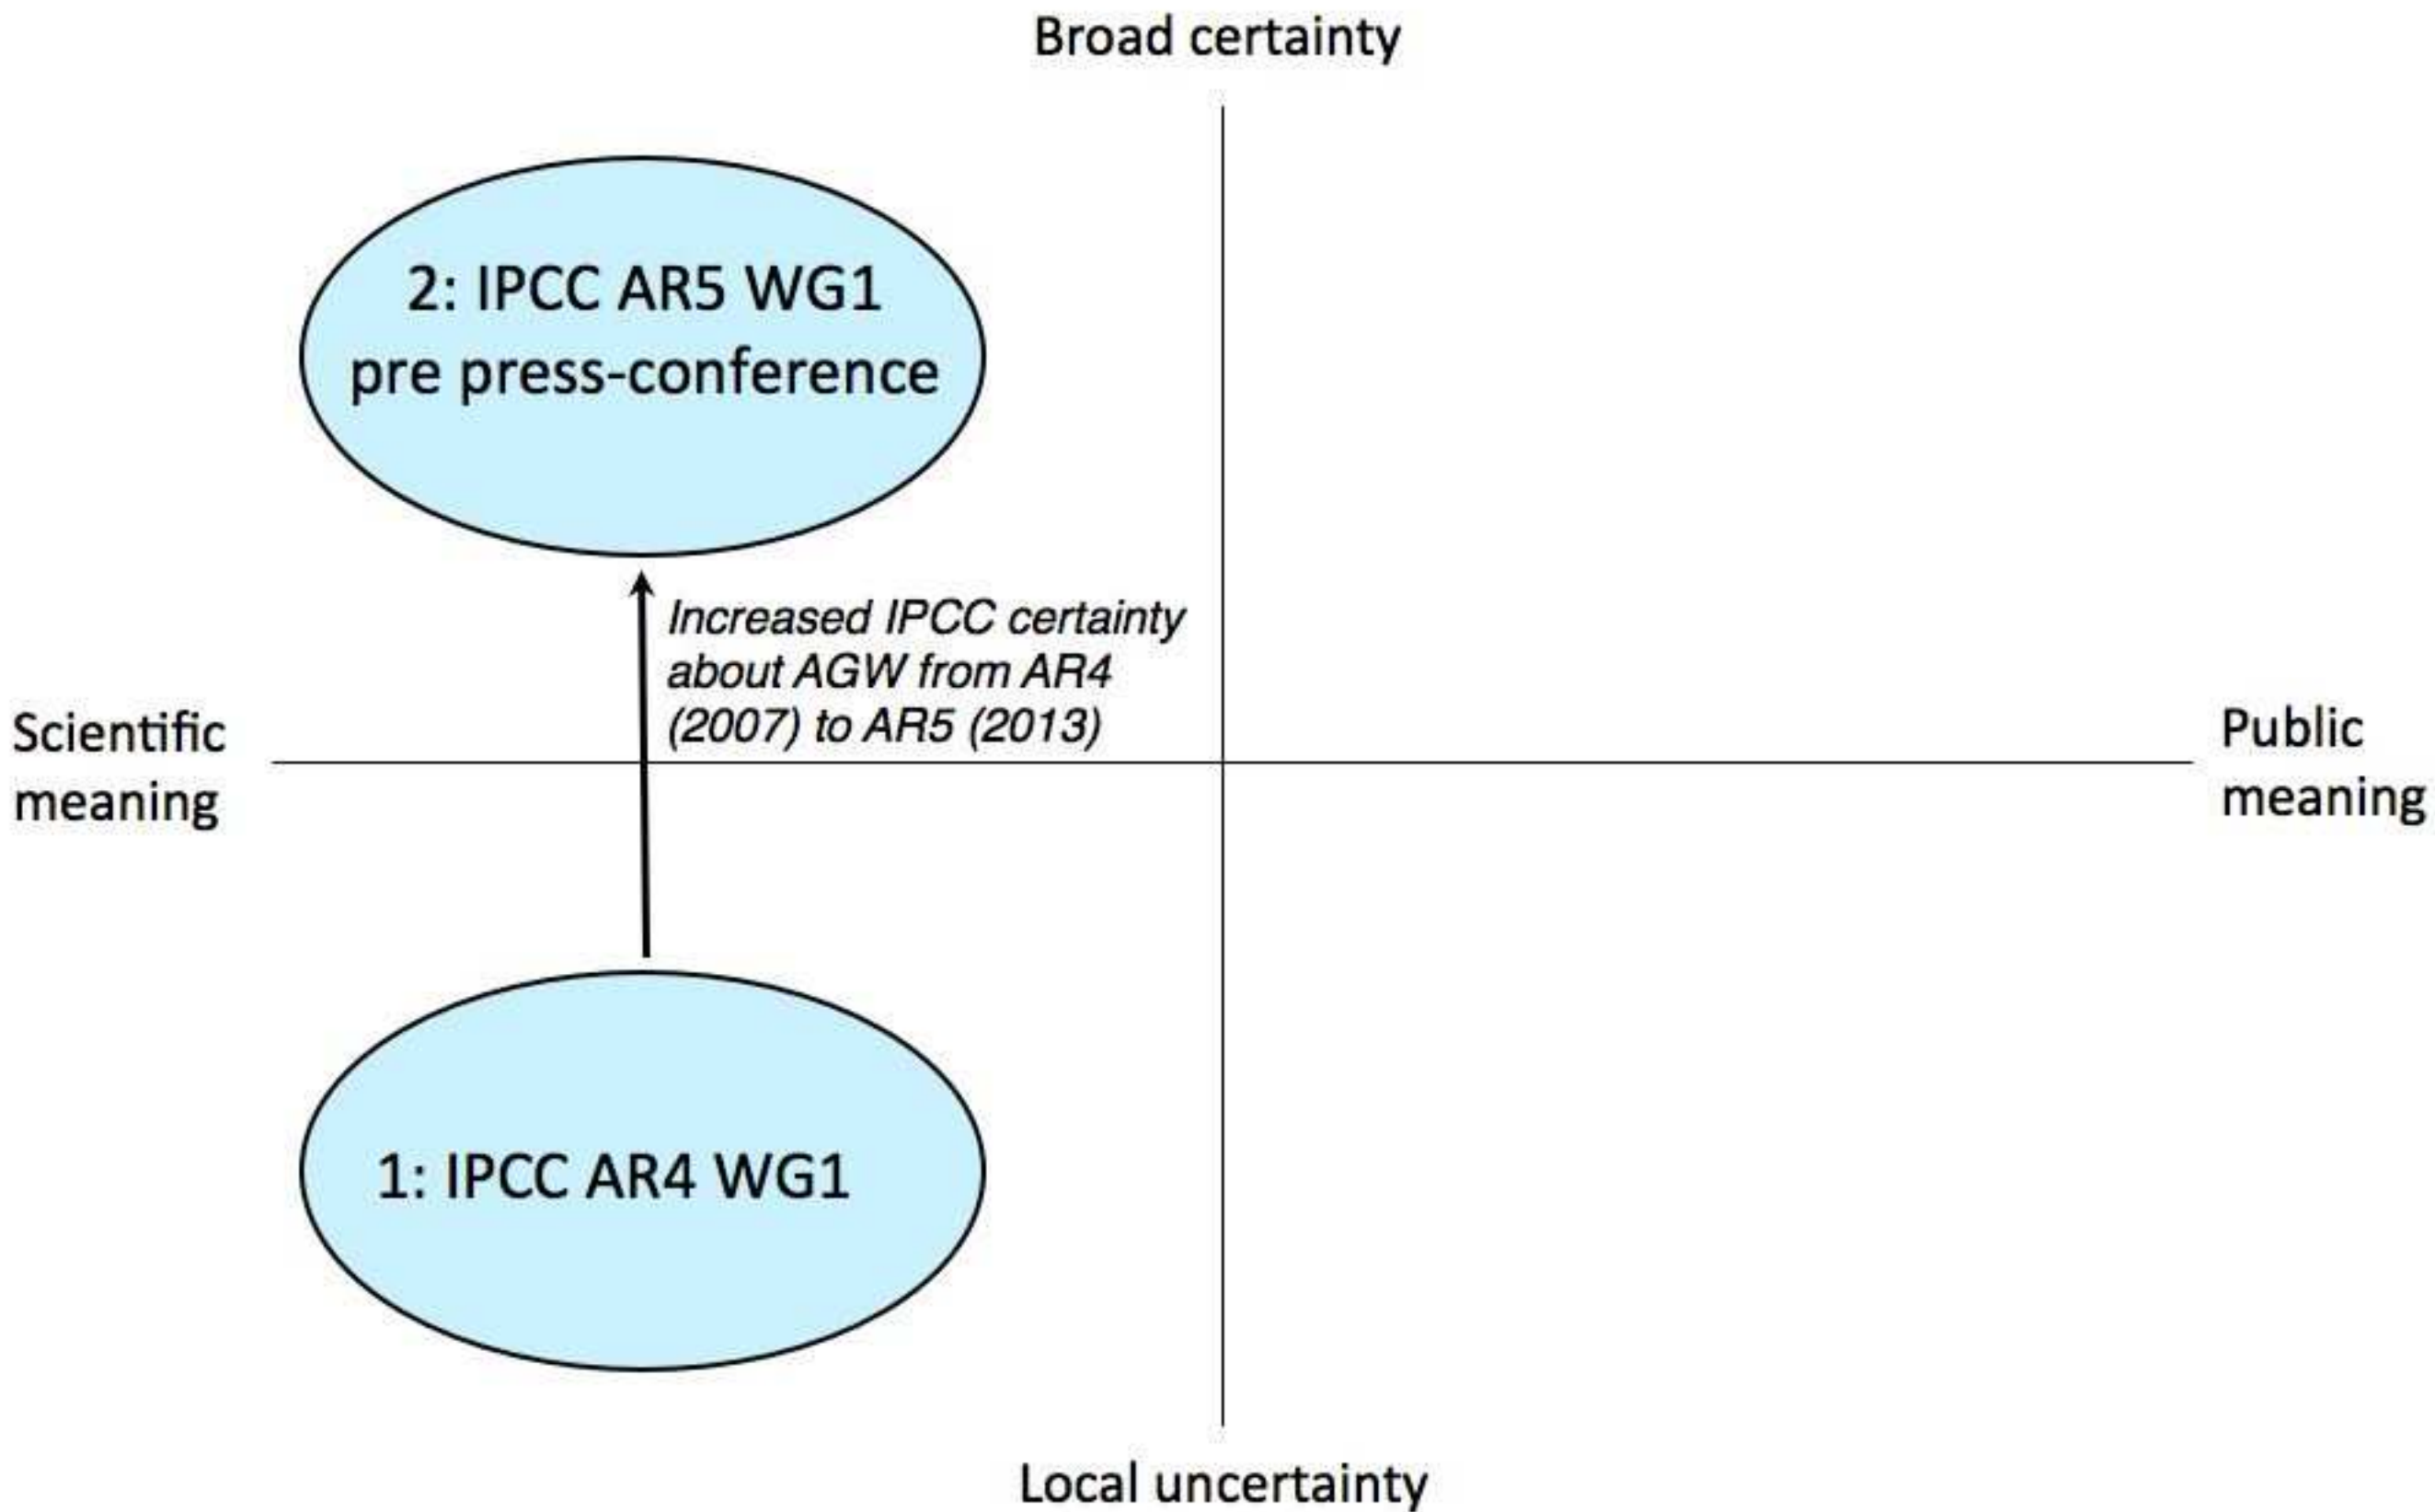 Broad certainty
2: IPCC AR5 WG1
pre press-conference
Increased IPCC certainty
about AGW from AR4
(2007) to AR5 (2013)
Scientific
meaning
Public
meaning
1: IPCC AR4 WG1
Local uncertainty